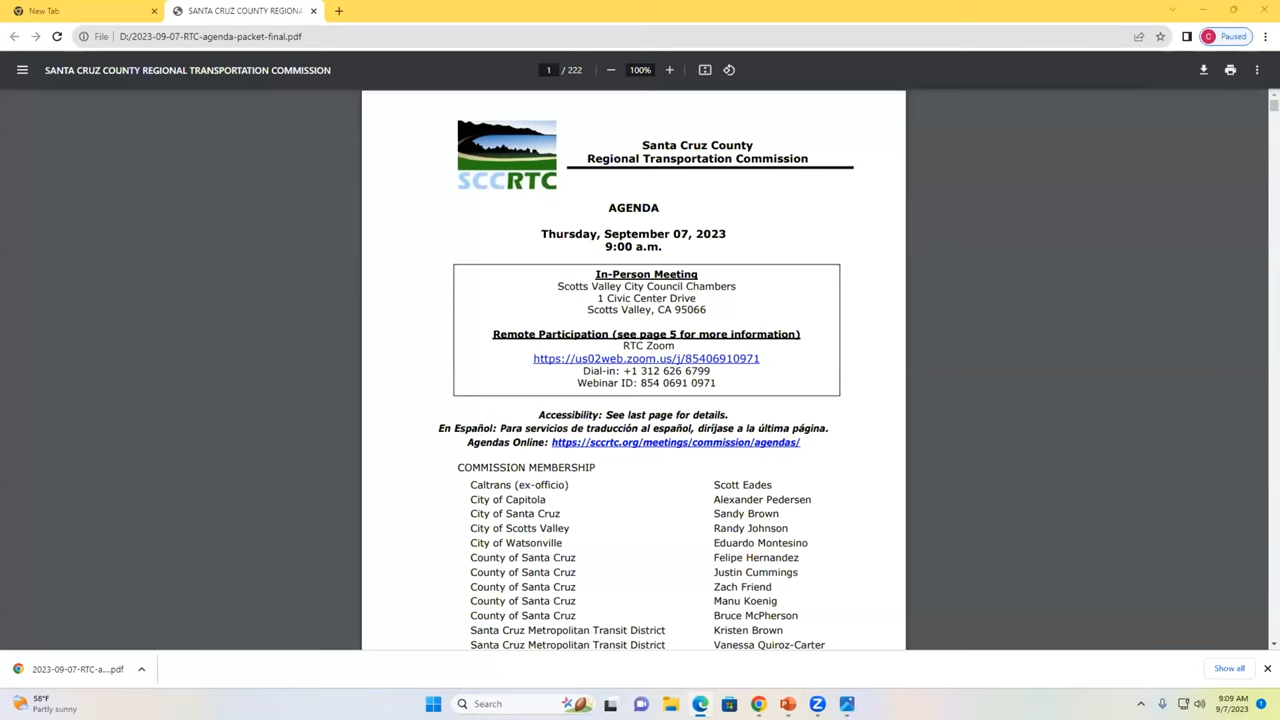 New Tab
SANTA CRUZ COUNTY REGIONA
File D:/2023-09-07-RTC-agenda-packet-final.pdf
C Paused
SANTA CRUZ COUNTY REGIONAL TRANSPORTATION COMMISSION
1 / 222
100%
Santa Cruz County
Regional Transportation Commission
SCCRTC
AGENDA
Thursday, September 07, 2023
9:00 a.m.
In-Person Meeting
Scotts Valley City Council Chambers
1 Civic Center Drive
Scotts Valley, CA 95066
Remote Participation (see page 5 for more information)
RTC Zoom
https://us02web.zoom.us/j/85406910971
Dial-in: +1 312 626 6799
Webinar ID: 854 0691 0971
Accessibility: See last page for details.
En Español: Para servicios de traducción al español, diríjase a la última página.
Agendas Online: https://sccrtc.org/meetings/commission/agendas/
COMMISSION MEMBERSHIP
Caltrans (ex-officio) Scott Eades
City of Capitola Alexander Pedersen
City of Santa Cruz Sandy Brown
City of Scotts Valley Randy Johnson
City of Watsonville Eduardo Montesino
County of Santa Cruz Felipe Hernandez
County of Santa Cruz Justin Cummings
County of Santa Cruz Zach Friend
County of Santa Cruz Manu Koenig
County of Santa Cruz Bruce McPherson
Santa Cruz Metropolitan Transit District Kristen Brown
Santa Cruz Metropolitan Transit District Vanessa Quiroz-Carter
2023-09-07-RTC-a....pdf
Show all
58°F
Partly sunny
Search
9:09 AM
9/7/2023
1